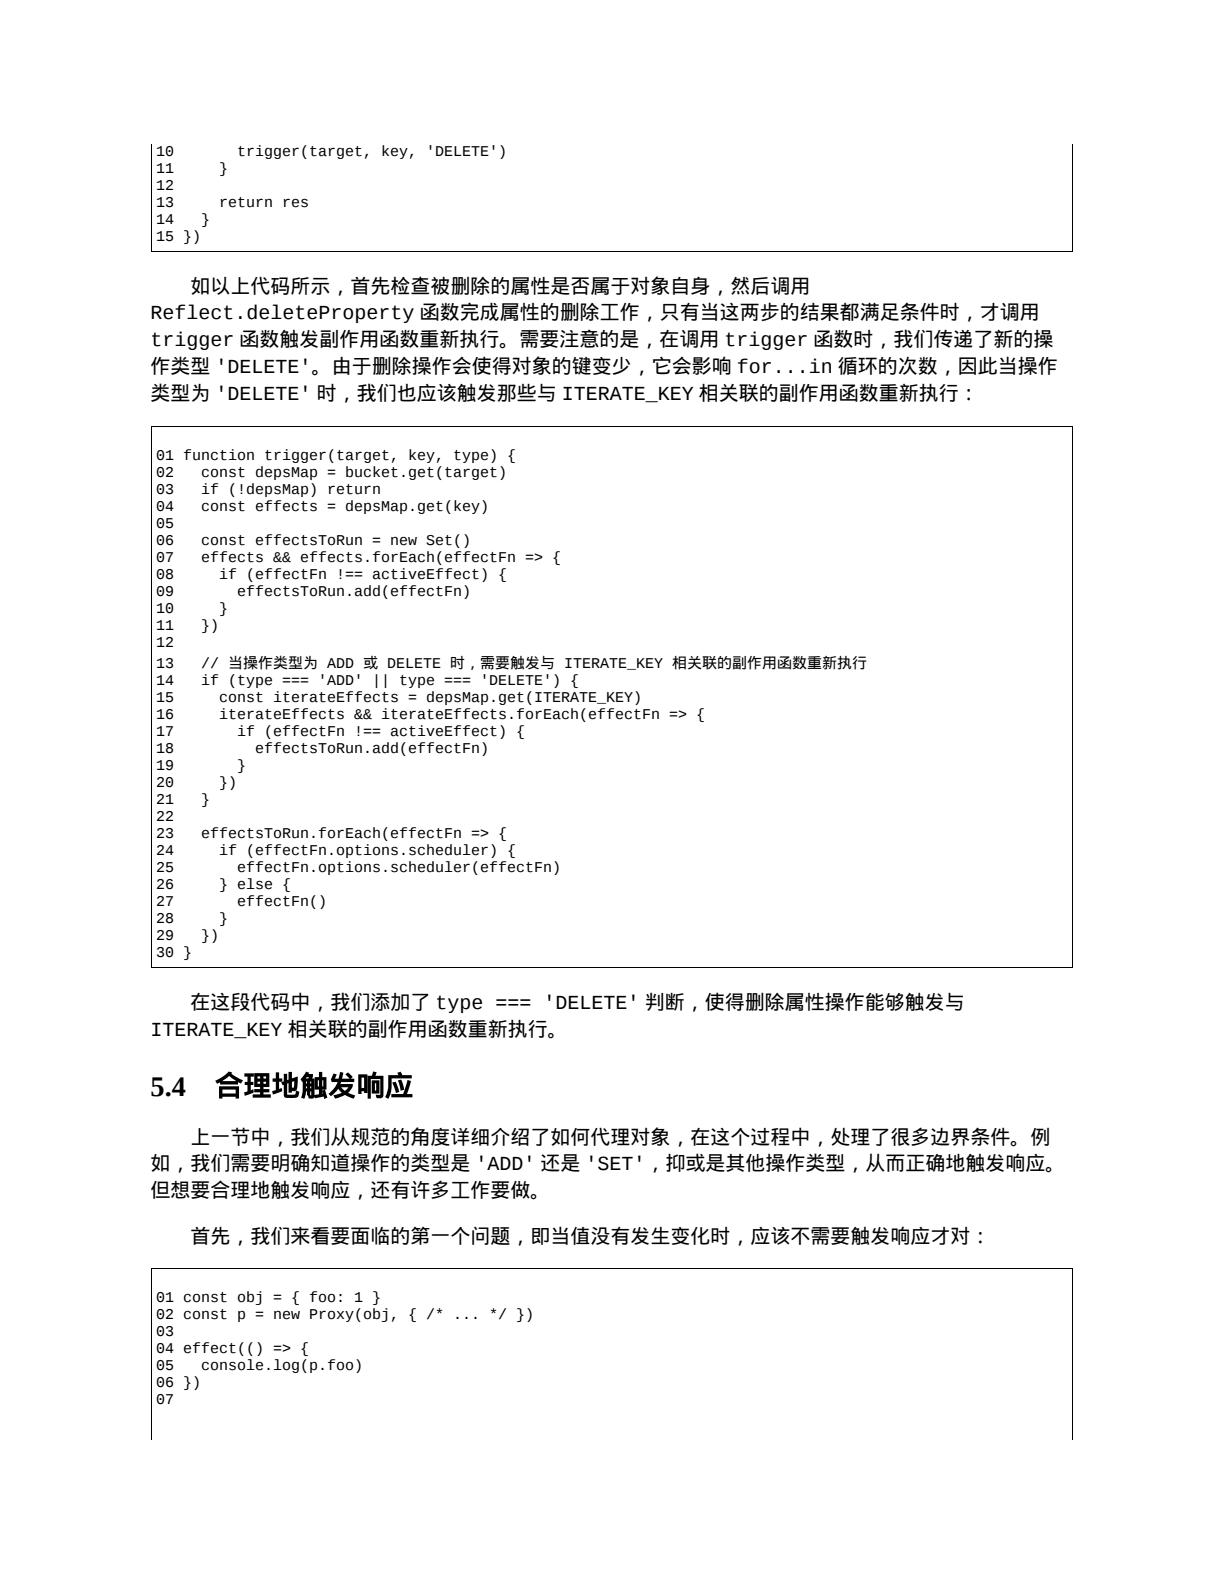 10       trigger(target, key, 'DELETE')
11     }
12
13     return res
14   }
15 })
如以上代码所示，首先检查被删除的属性是否属于对象自身，然后调用
Reflect.deleteProperty 函数完成属性的删除工作，只有当这两步的结果都满足条件时，才调用
trigger 函数触发副作用函数重新执行。需要注意的是，在调用 trigger 函数时，我们传递了新的操
作类型 'DELETE'。由于删除操作会使得对象的键变少，它会影响 for...in 循环的次数，因此当操作
类型为 'DELETE' 时，我们也应该触发那些与 ITERATE_KEY 相关联的副作用函数重新执行：
01 function trigger(target, key, type) {
02   const depsMap = bucket.get(target)
03   if (!depsMap) return
04   const effects = depsMap.get(key)
05
06   const effectsToRun = new Set()
07   effects && effects.forEach(effectFn => {
08     if (effectFn !== activeEffect) {
09       effectsToRun.add(effectFn)
10     }
11   })
12
13   // 当操作类型为 ADD 或 DELETE 时，需要触发与 ITERATE_KEY 相关联的副作用函数重新执行
14   if (type === 'ADD' || type === 'DELETE') {
15     const iterateEffects = depsMap.get(ITERATE_KEY)
16     iterateEffects && iterateEffects.forEach(effectFn => {
17       if (effectFn !== activeEffect) {
18         effectsToRun.add(effectFn)
19       }
20     })
21   }
22
23   effectsToRun.forEach(effectFn => {
24     if (effectFn.options.scheduler) {
25       effectFn.options.scheduler(effectFn)
26     } else {
27       effectFn()
28     }
29   })
30 }
在这段代码中，我们添加了 type === 'DELETE' 判断，使得删除属性操作能够触发与
ITERATE_KEY 相关联的副作用函数重新执行。
5.4 合理地触发响应
上一节中，我们从规范的角度详细介绍了如何代理对象，在这个过程中，处理了很多边界条件。例
如，我们需要明确知道操作的类型是 'ADD' 还是 'SET'，抑或是其他操作类型，从而正确地触发响应。
但想要合理地触发响应，还有许多工作要做。
首先，我们来看要面临的第一个问题，即当值没有发生变化时，应该不需要触发响应才对：
01 const obj = { foo: 1 }
02 const p = new Proxy(obj, { /* ... */ })
03
04 effect(() => {
05   console.log(p.foo)
06 })
07